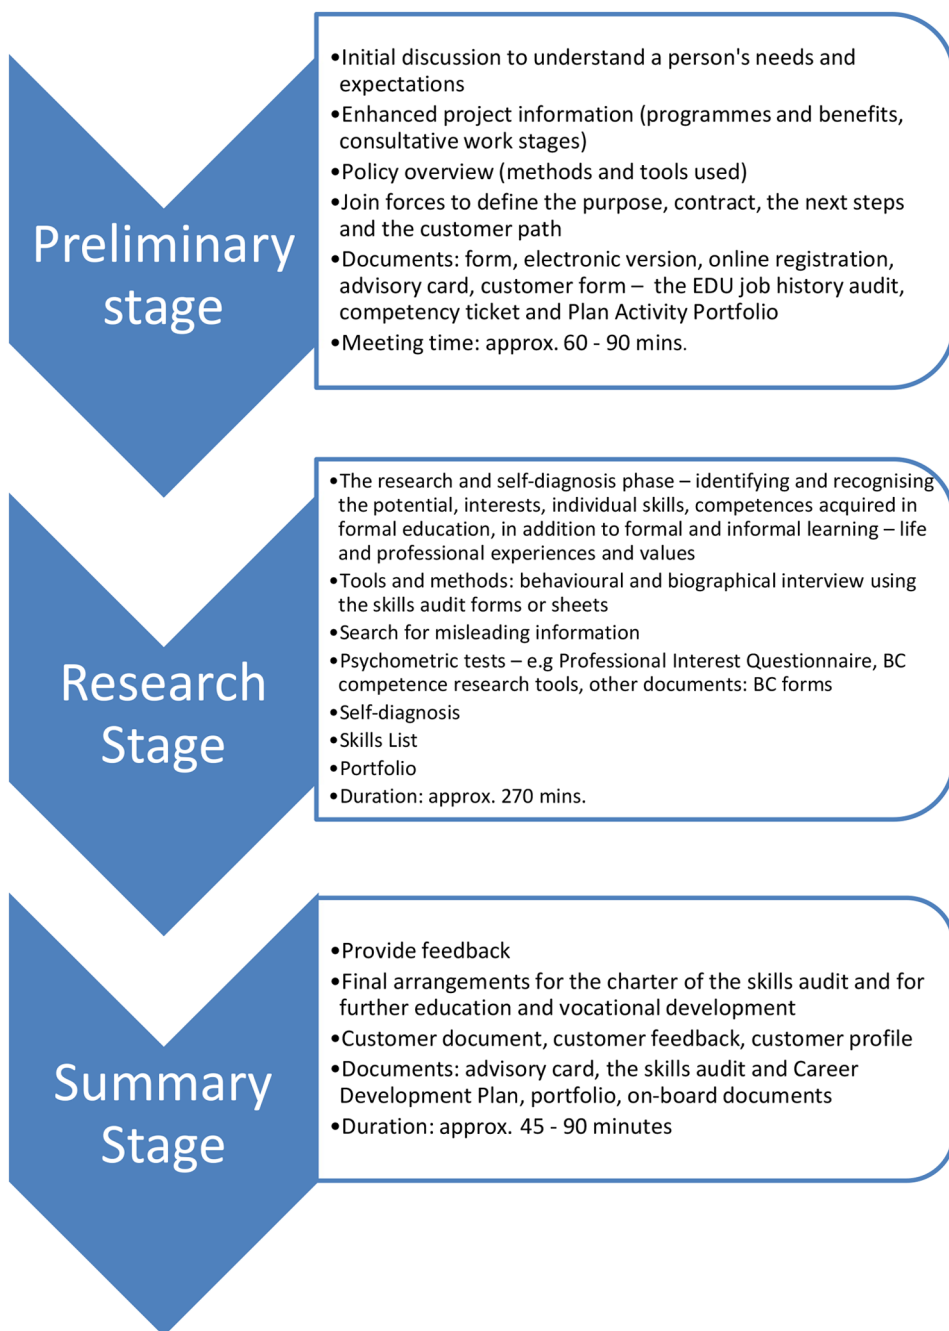 Preliminary
stage
•Initial discussion to understand a person's needs and
expectations
•Enhanced project information (programmes and benefits,
consultative work stages)
•Policy overview (methods and tools used)
•Join forces to define the purpose, contract, the next steps
and the customer path
•Documents: form, electronic version, online registration,
advisory card, customer form –  the EDU job history audit,
competency ticket and Plan Activity Portfolio
•Meeting time: approx. 60 - 90 mins.
Research
Stage
•The research and self-diagnosis phase – identifying and recognising
the potential, interests, individual skills, competences acquired in
formal education, in addition to formal and informal learning – life
and professional experiences and values
•Tools and methods: behavioural and biographical interview using
the skills audit forms or sheets
•Search for misleading information
•Psychometric tests – e.g Professional Interest Questionnaire, BC
competence research tools, other documents: BC forms
•Self-diagnosis
•Skills List
•Portfolio
•Duration: approx. 270 mins.
Summary
Stage
•Provide feedback
•Final arrangements for the charter of the skills audit and for
further education and vocational development
•Customer document, customer feedback, customer profile
•Documents: advisory card, the skills audit and Career
Development Plan, portfolio, on-board documents
•Duration: approx. 45 - 90 minutes